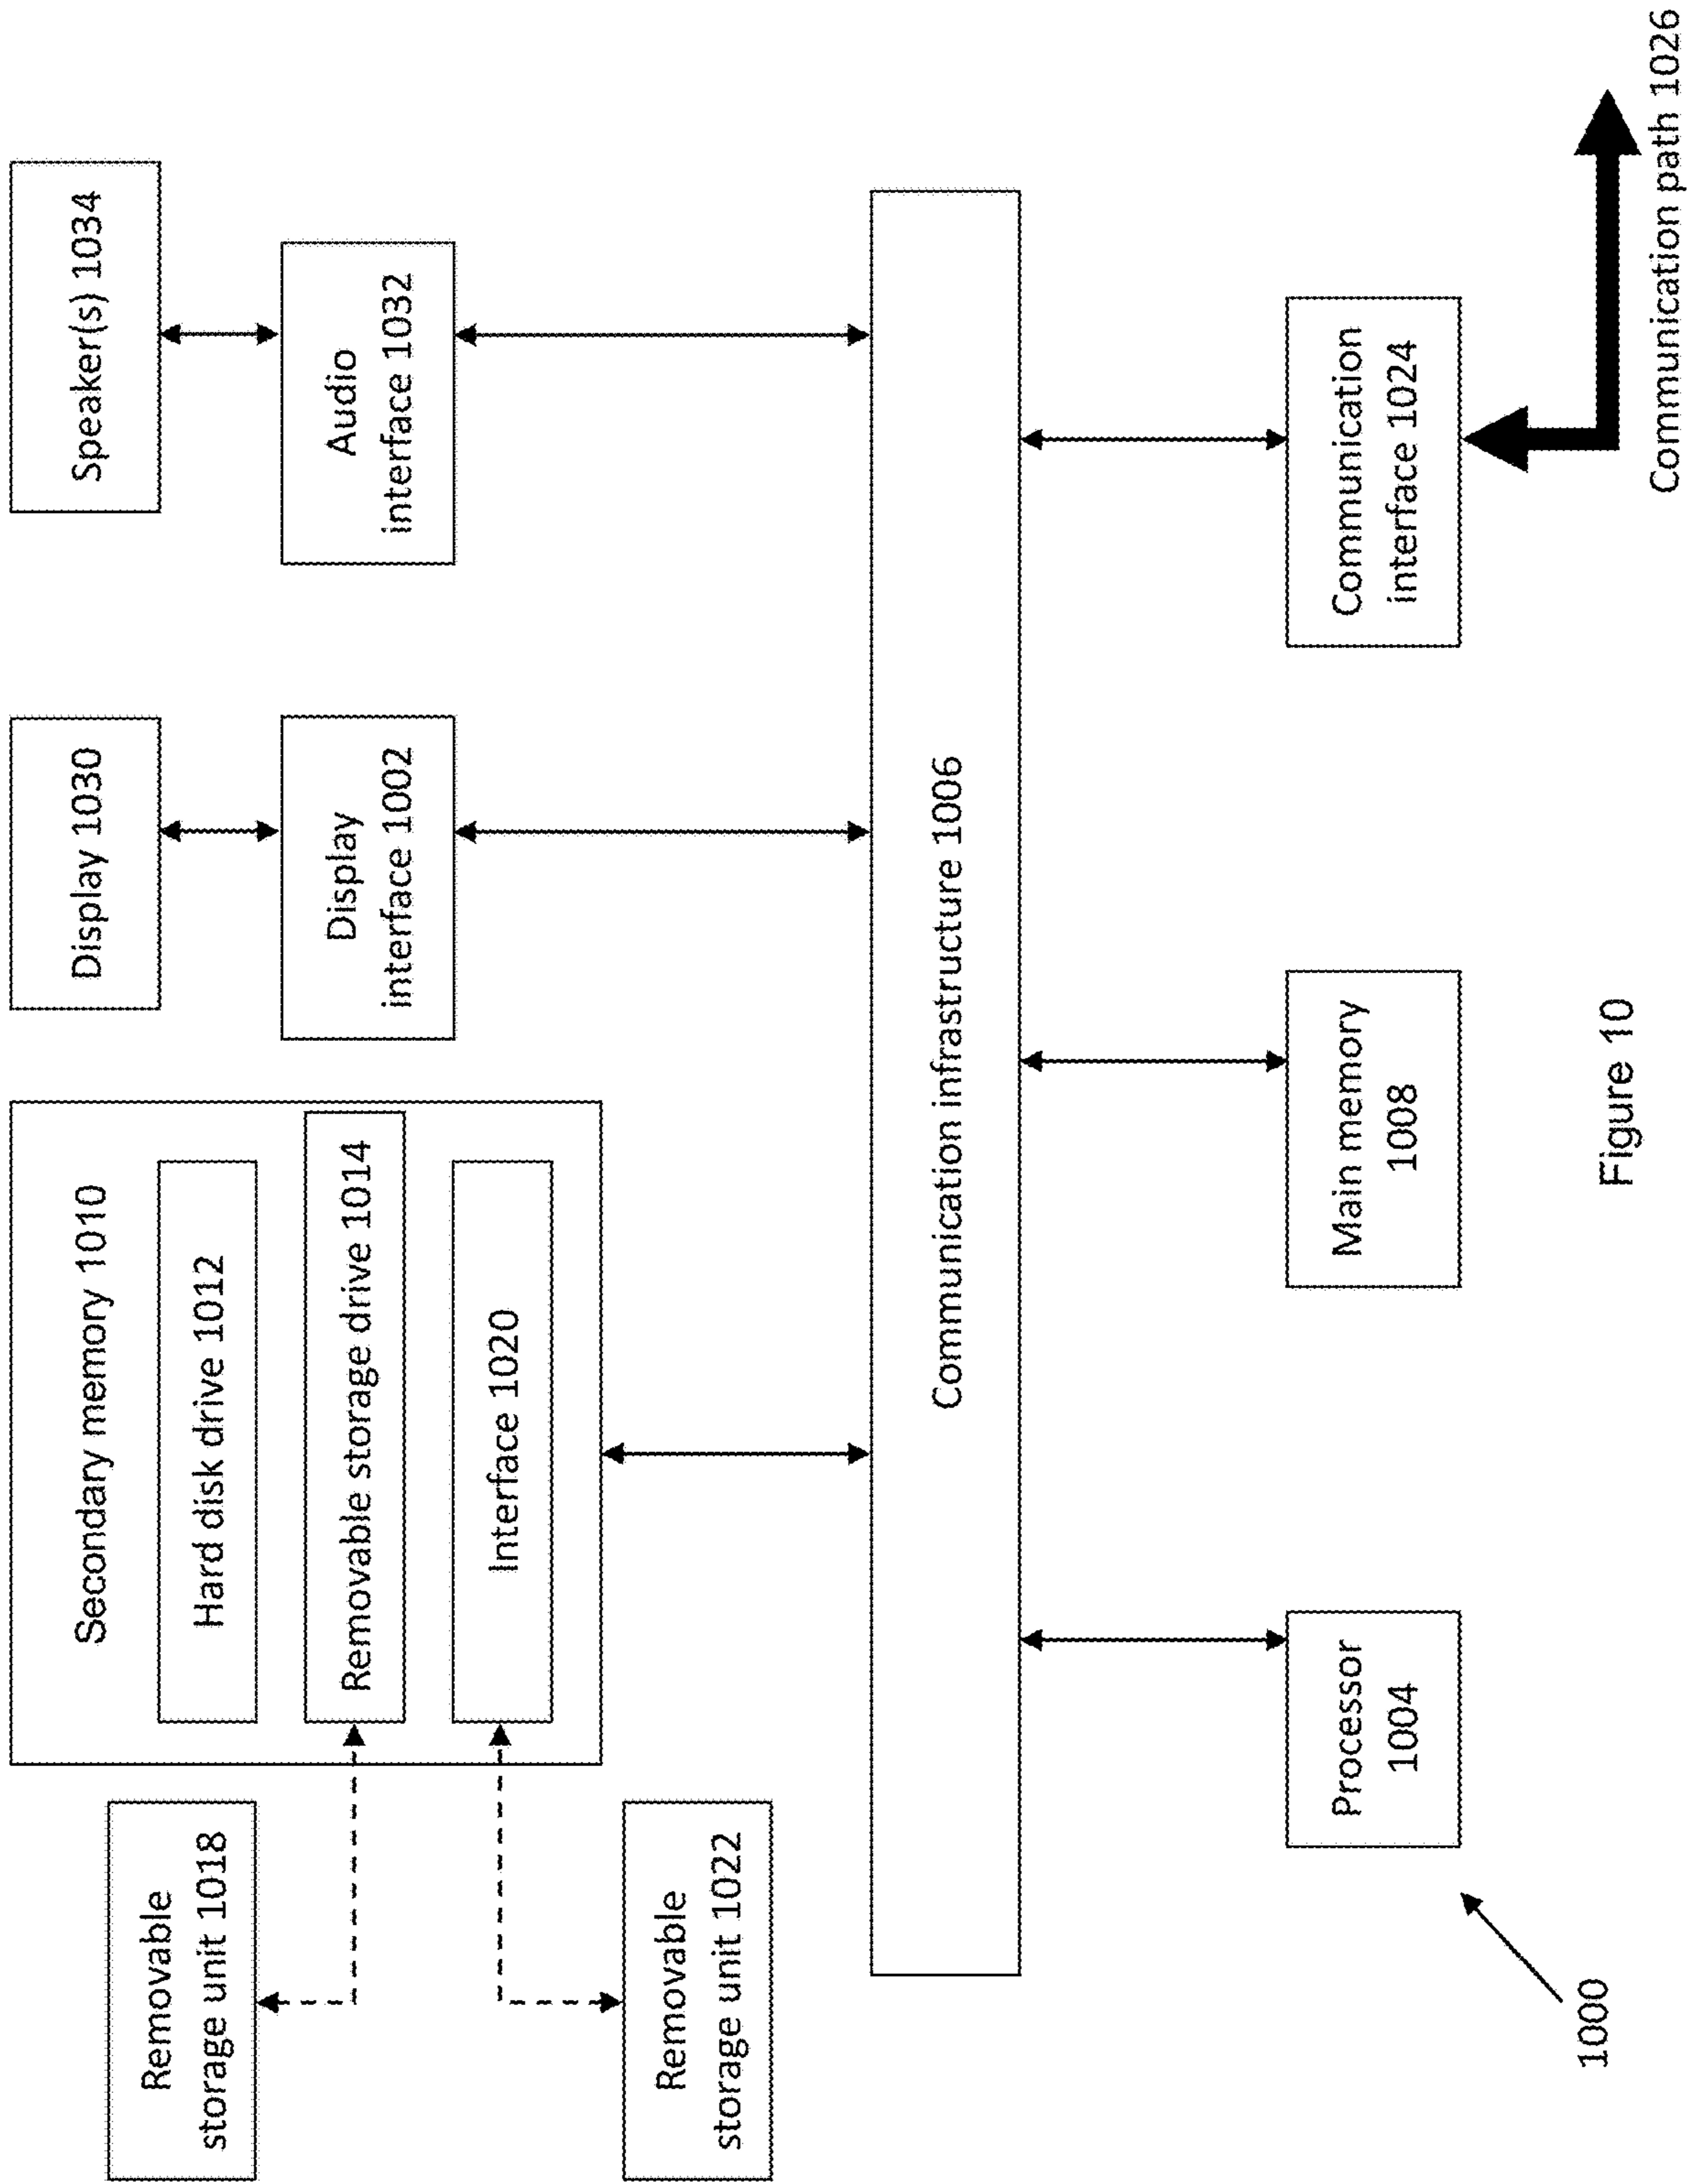 Removable
storage unit 1018
Removable
storage unit 1022
Secondary memory 1010
Hard disk drive 1012
Removable storage drive 1014
Interface 1020
Display 1030
Display
interface 1002
Speaker(s) 1034
Audio
interface 1032
Communication infrastructure 1006
Processor
1004
Main memory
1008
Communication
interface 1024
Communication path 1026
1000
Figure 10